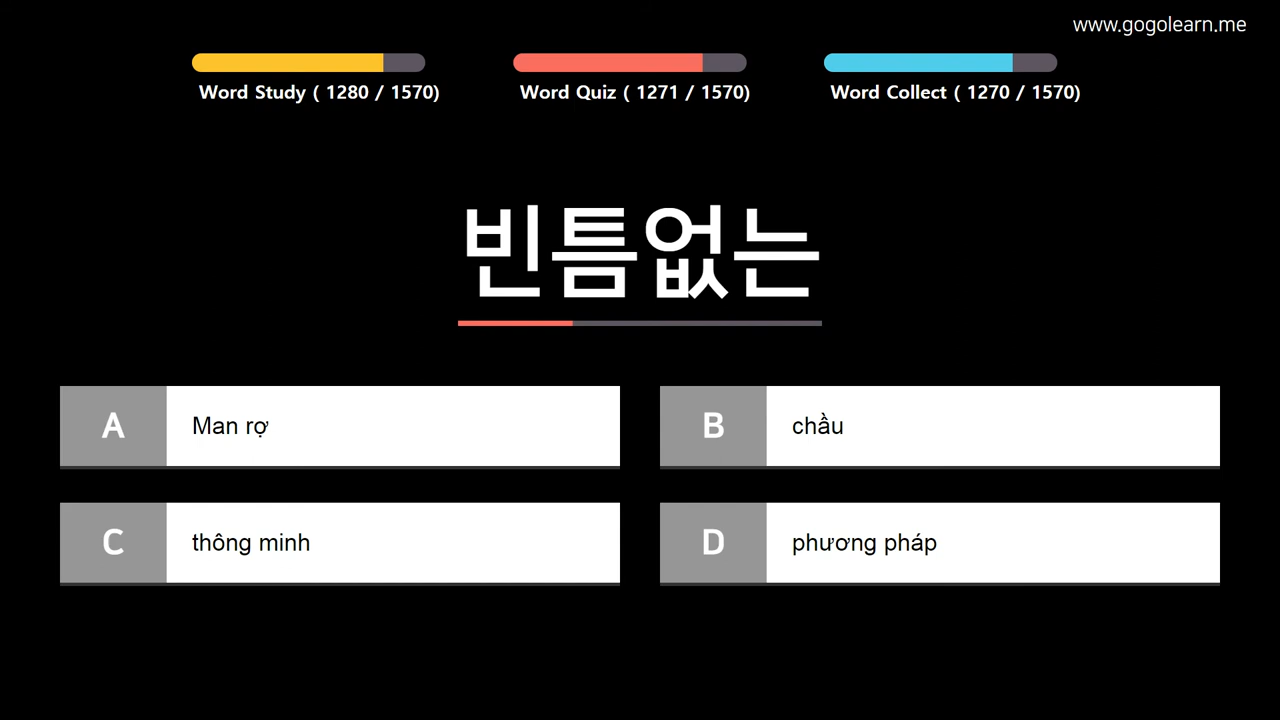 www.gogolearn.me
Word Study ( 1280 / 1570)
Word Quiz ( 1271 / 1570)
Word Collect ( 1270 / 1570)
빈틈없는
A Man rợ
B chầu
C thông minh
D phương pháp